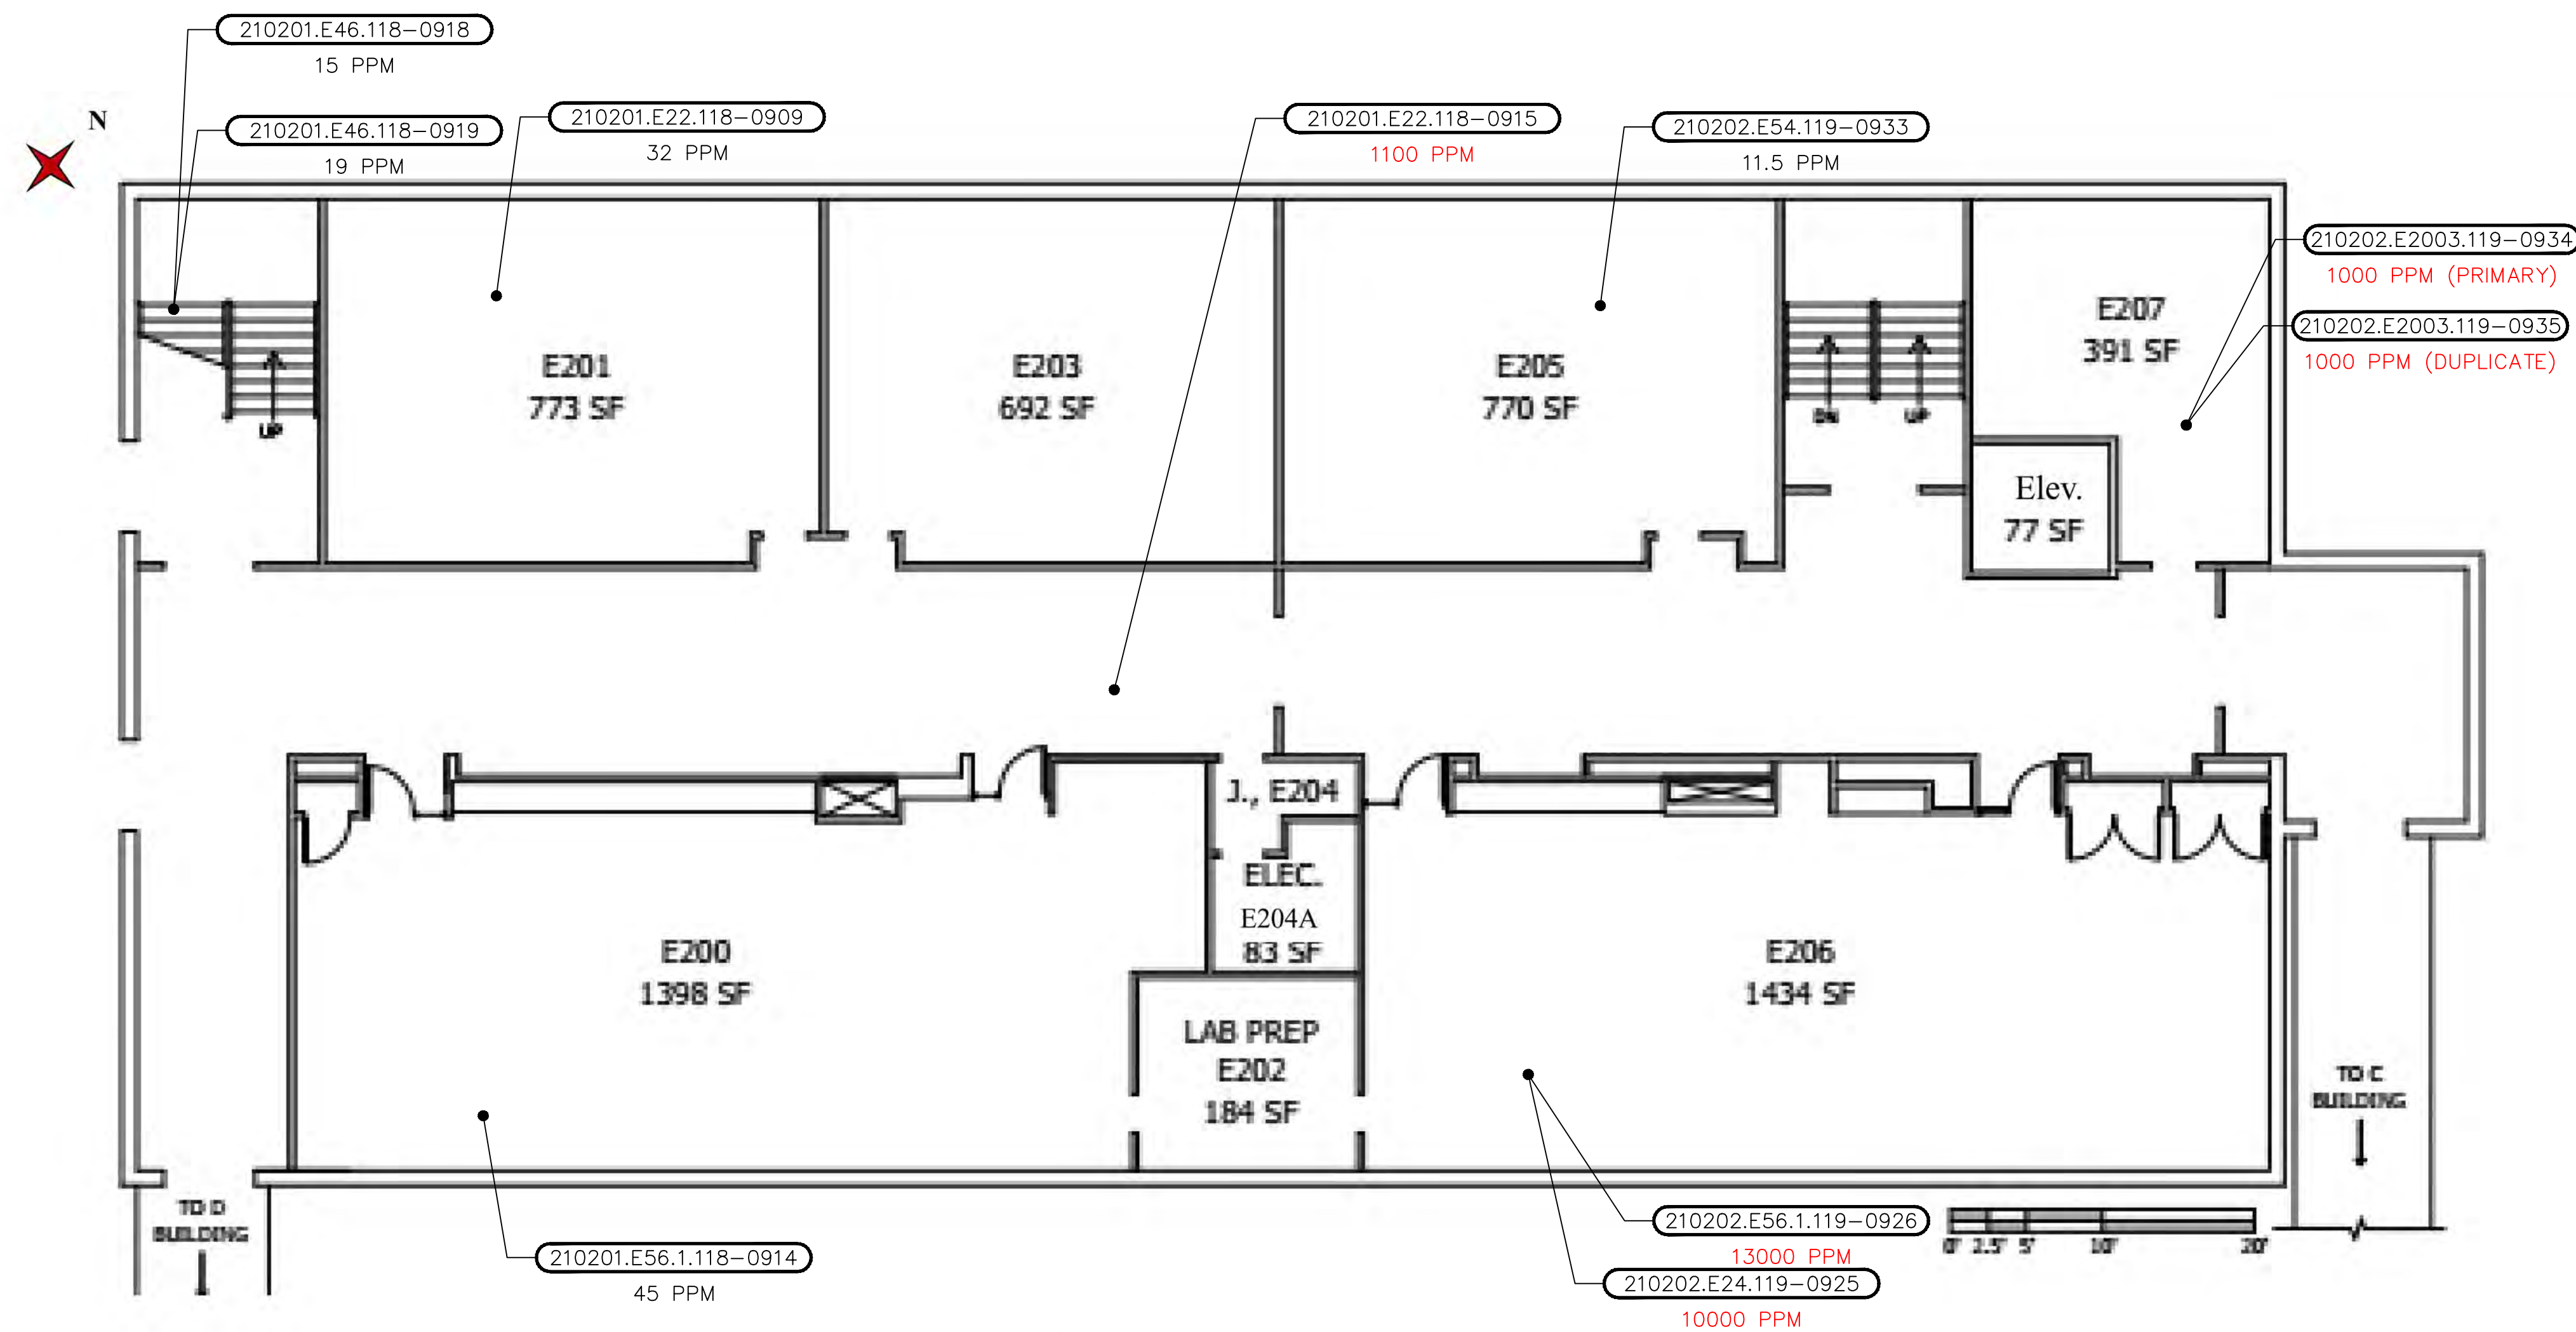 210201.E46.118-0918
15 PPM
N
210201.E46.118-0919
19 PPM
210201.E22.118-0909
32 PPM
210201.E22.118-0915
1100 PPM
210202.E54.119-0933
11.5 PPM
210202.E2003.119-0934
1000 PPM (PRIMARY)
210202.E2003.119-0935
1000 PPM (DUPLICATE)
E201
773 SF
E203
692 SF
E205
770 SF
E207
391 SF
UP
DN
UP
Elev.
77 SF
J., E204
ELEC.
E204A
83 SF
E200
1398 SF
LAB PREP
E202
184 SF
E206
1434 SF
TO C
BUILDING
TO D
BUILDING
210201.E56.1.118-0914
45 PPM
210202.E56.1.119-0926
13000 PPM
210202.E24.119-0925
10000 PPM
0' 2.5' 5' 10' 20'